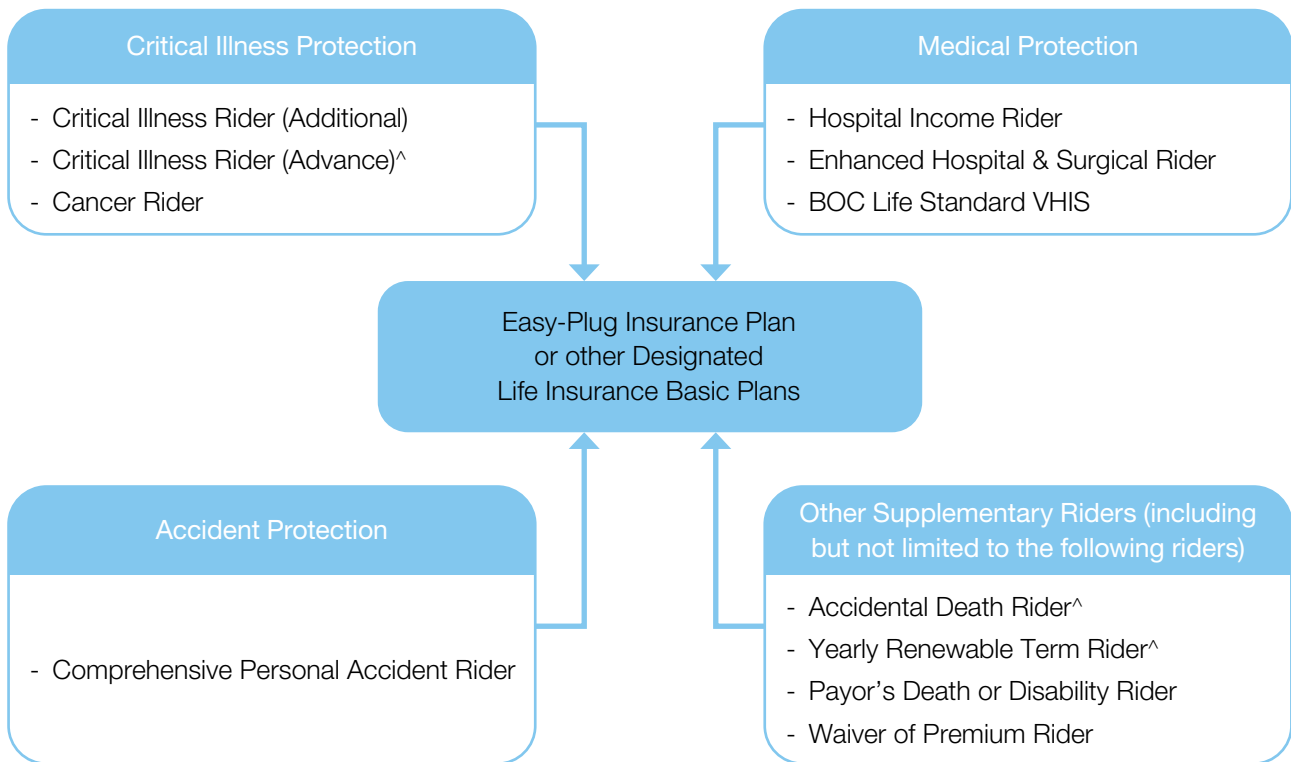 Critical Illness Protection
- Critical Illness Rider (Additional)
- Critical Illness Rider (Advance)^
- Cancer Rider
Medical Protection
- Hospital Income Rider
- Enhanced Hospital & Surgical Rider
- BOC Life Standard VHIS
Easy-Plug Insurance Plan
or other Designated
Life Insurance Basic Plans
Accident Protection
- Comprehensive Personal Accident Rider
Other Supplementary Riders (including
but not limited to the following riders)
- Accidental Death Rider^
- Yearly Renewable Term Rider^
- Payor’s Death or Disability Rider
- Waiver of Premium Rider